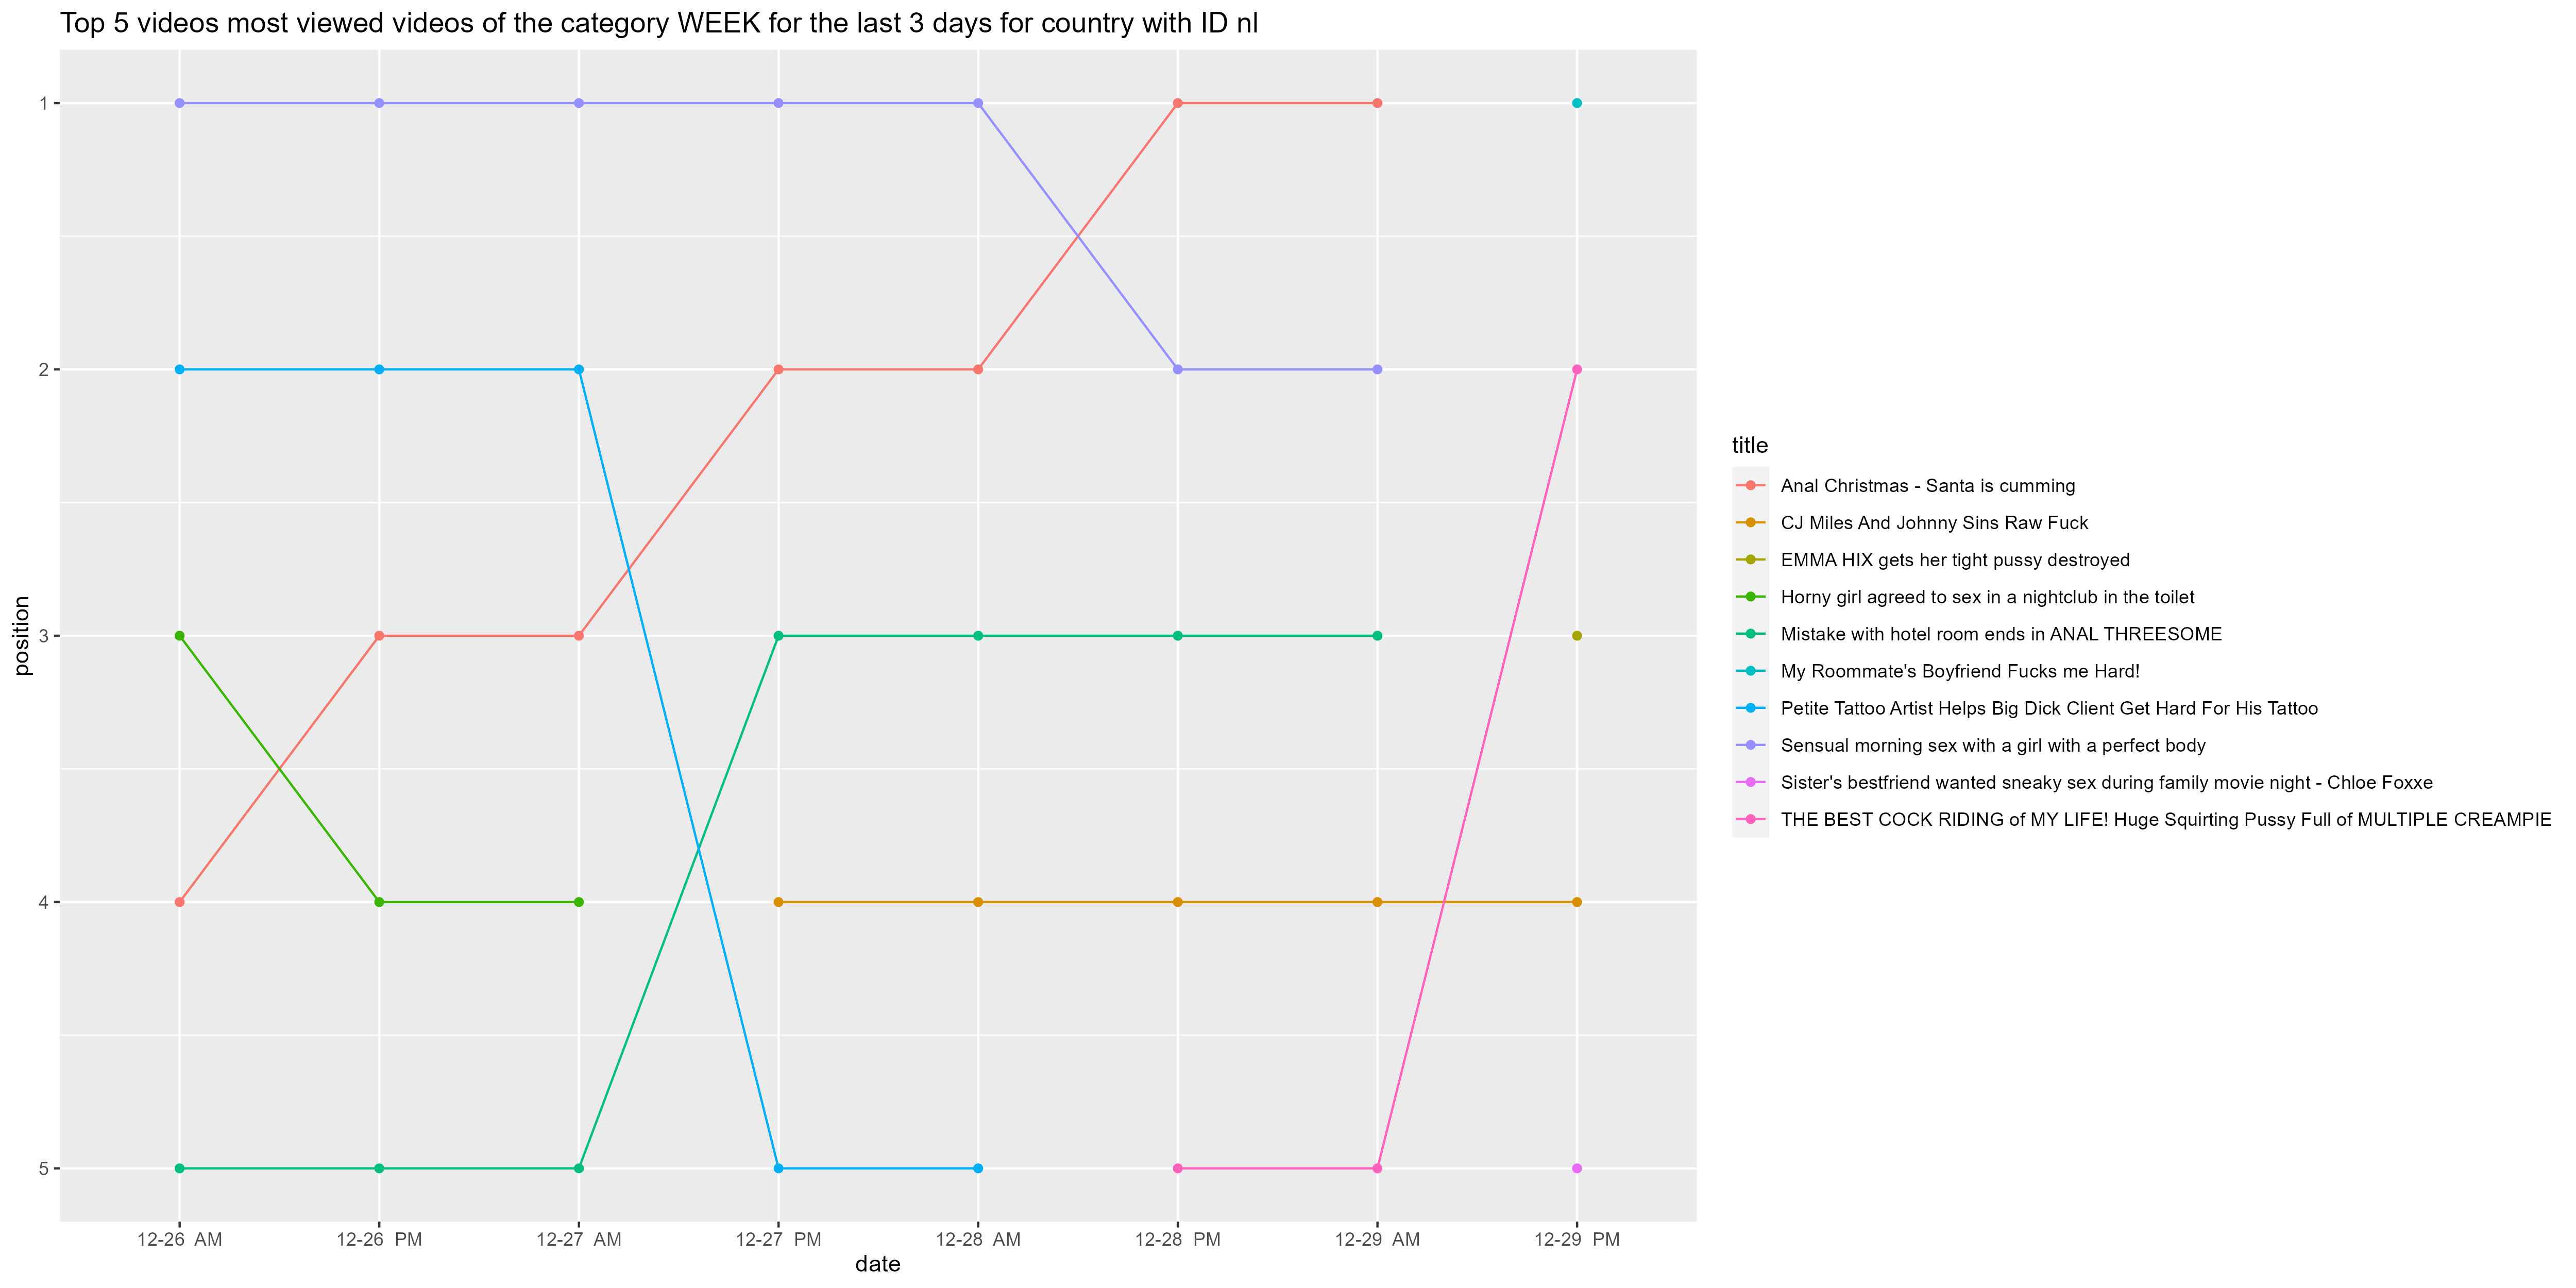 Top 5 videos most viewed videos of the category WEEK for the last 3 days for country with ID nl
position
1
2
3
4
5
12-26 AM
12-26 PM
12-27 AM
12-27 PM
12-28 AM
12-28 PM
12-29 AM
12-29 PM
date
title
Anal Christmas - Santa is cumming
CJ Miles And Johnny Sins Raw Fuck
EMMA HIX gets her tight pussy destroyed
Horny girl agreed to sex in a nightclub in the toilet
Mistake with hotel room ends in ANAL THREESOME
My Roommate's Boyfriend Fucks me Hard!
Petite Tattoo Artist Helps Big Dick Client Get Hard For His Tattoo
Sensual morning sex with a girl with a perfect body
Sister's bestfriend wanted sneaky sex during family movie night - Chloe Foxxe
THE BEST COCK RIDING of MY LIFE! Huge Squirting Pussy Full of MULTIPLE CREAMPIE